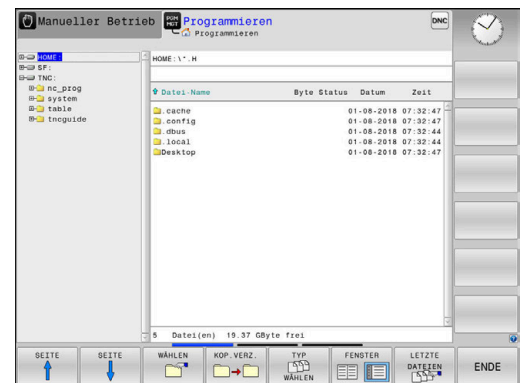 Manueller Betrieb
PGM MGT
Programmieren
Programmieren
DNC
HOME:
SF:
TNC:
nc_prog
system
table
tncguide
HOME:\*.H
Datei-Name Byte Status Datum Zeit
.cache 01-08-2018 07:32:47
.config 01-08-2018 07:32:47
.dbus 01-08-2018 07:32:44
.local 01-08-2018 07:32:44
Desktop 01-08-2018 07:32:47
5 Datei(en) 19.37 GByte frei
SEITE
SEITE
WÄHLEN
KOP.VERZ.
TYP
WÄHLEN
FENSTER
LETZTE
DATEIEN
ENDE